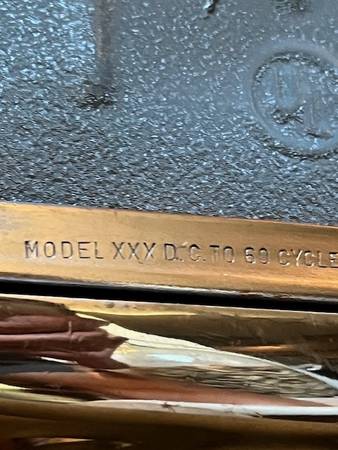 MODEL XXX D.C. TO 60 CYCLE